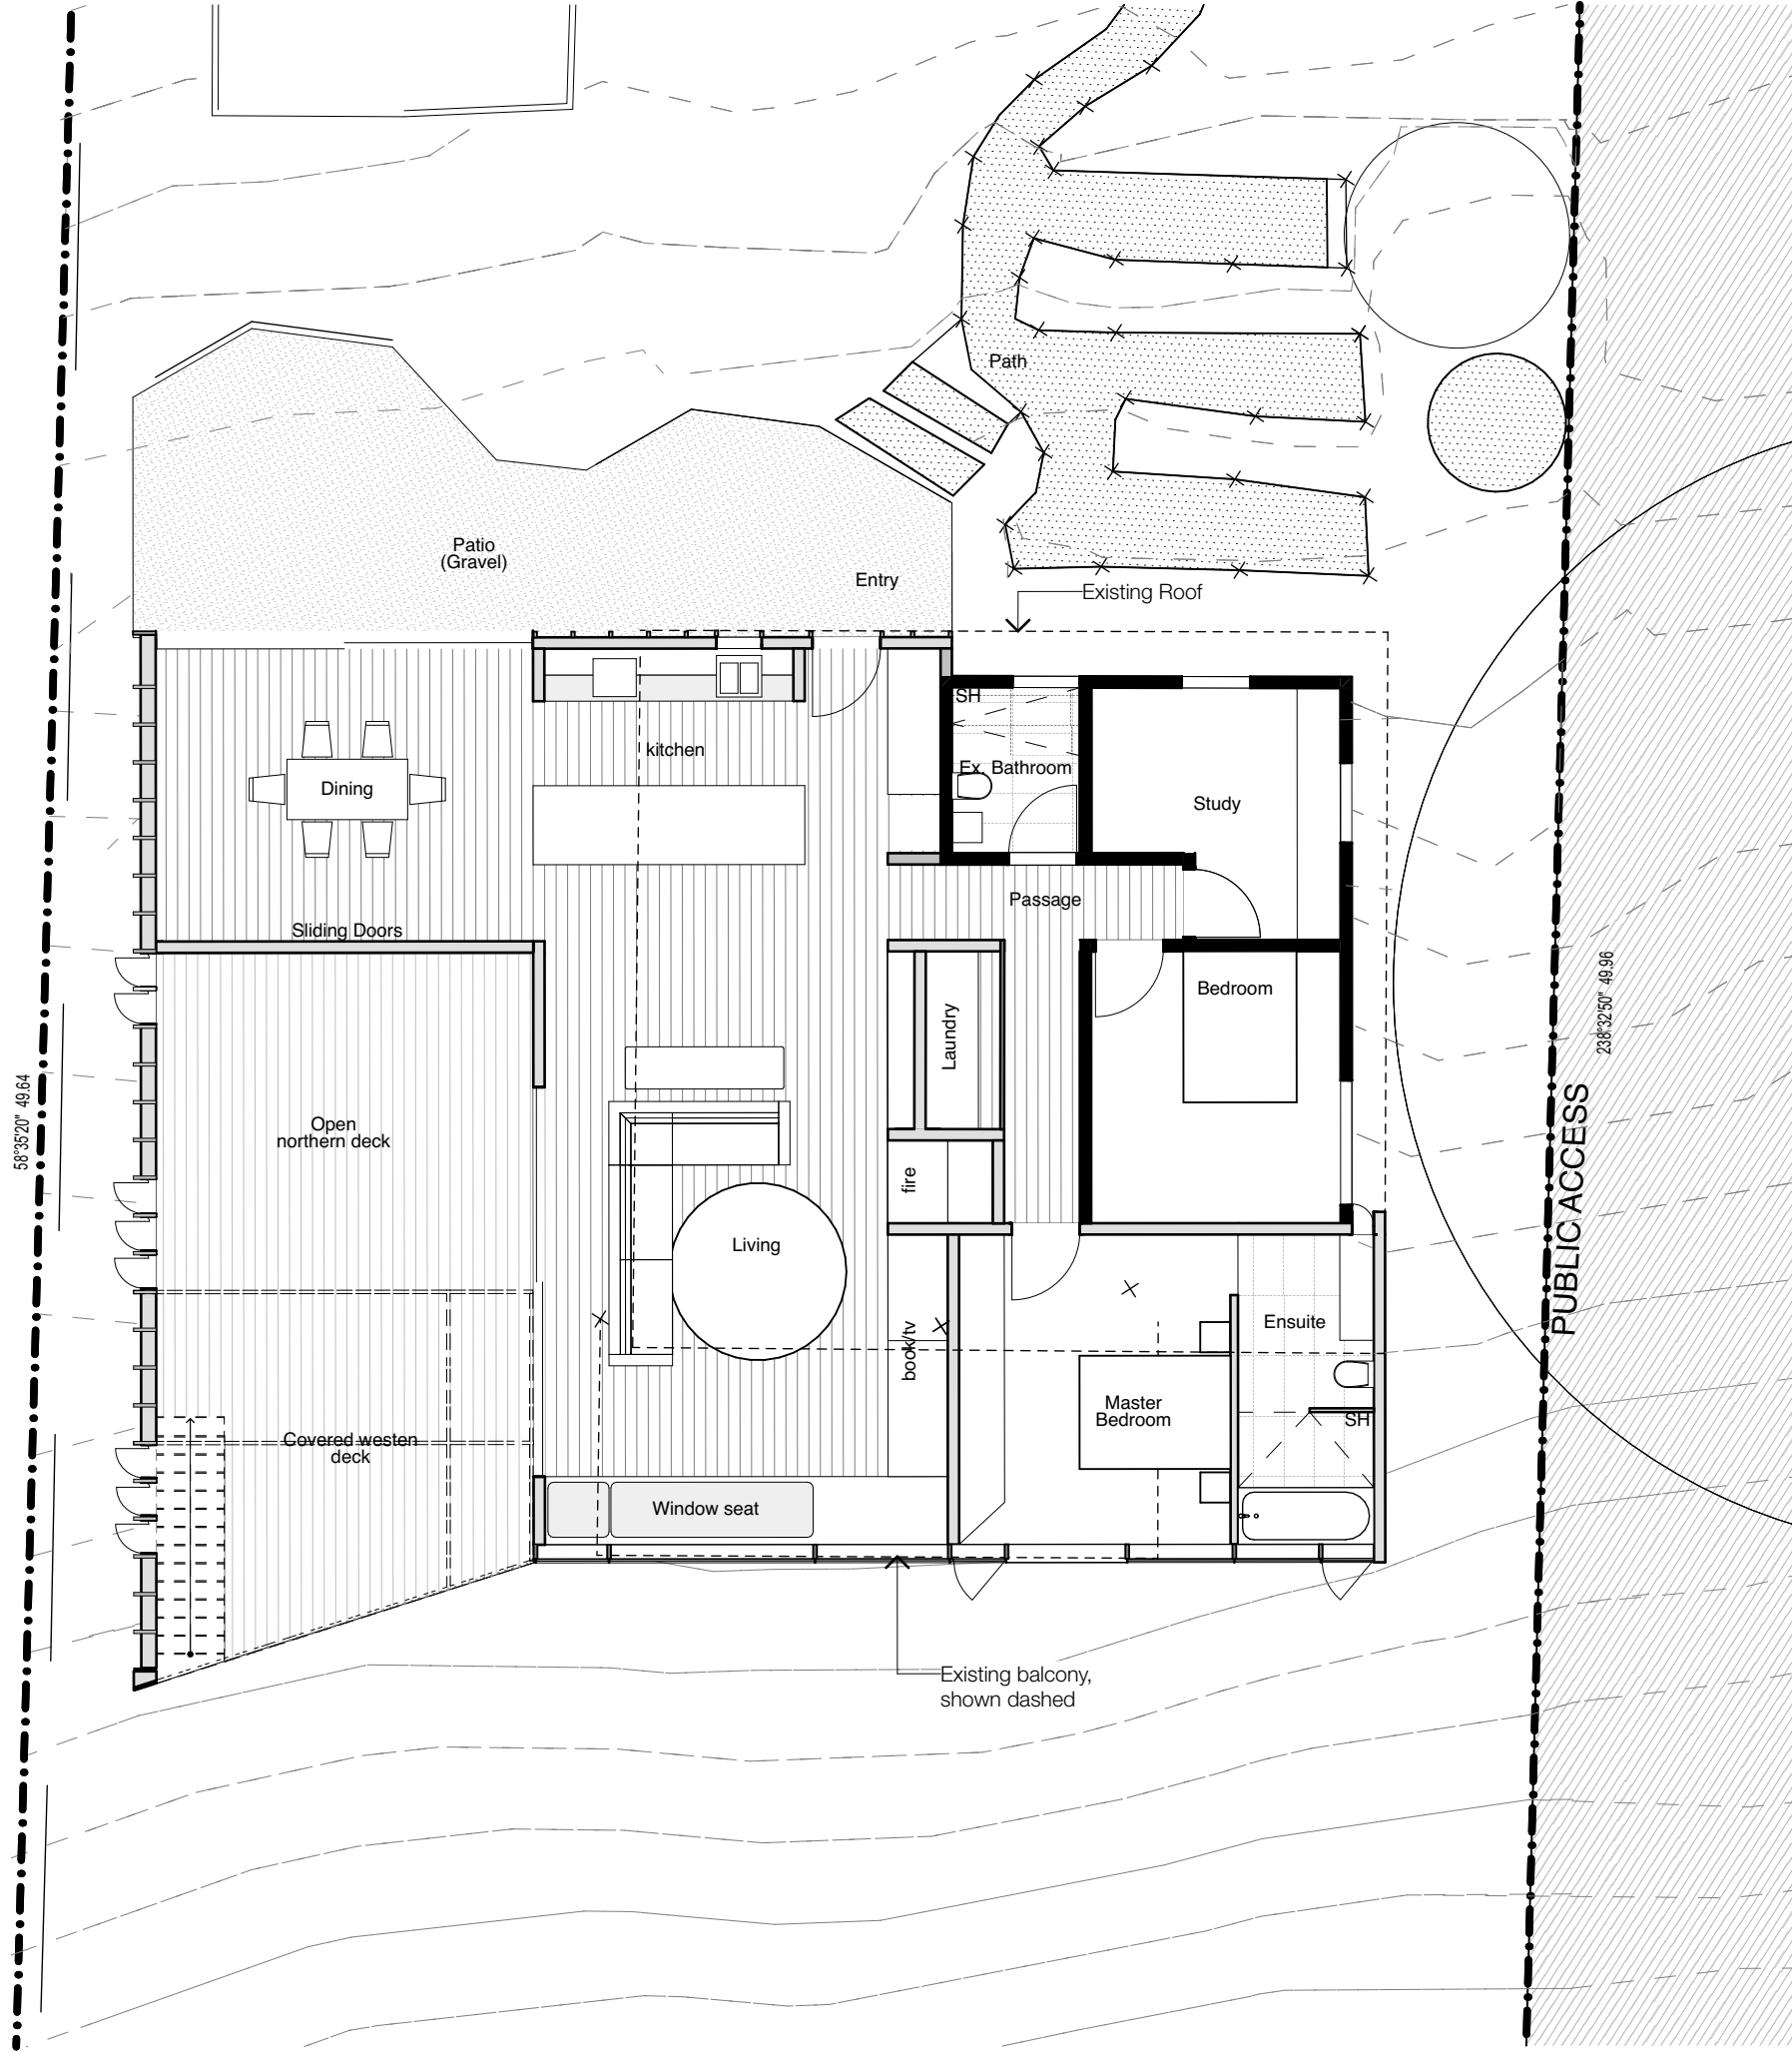 Path
Patio
(Gravel)
Entry
Existing Roof
SH
kitchen
Ex. Bathroom
Dining
Study
Passage
Sliding Doors
Bedroom
Laundry
238°32'50" 49.96
58°35'20" 49.64
Open
northern deck
PUBLIC ACCESS
fire
Living
Ensuite
book/tv
Master
Bedroom
SH
Covered westen
deck
Window seat
Existing balcony,
shown dashed